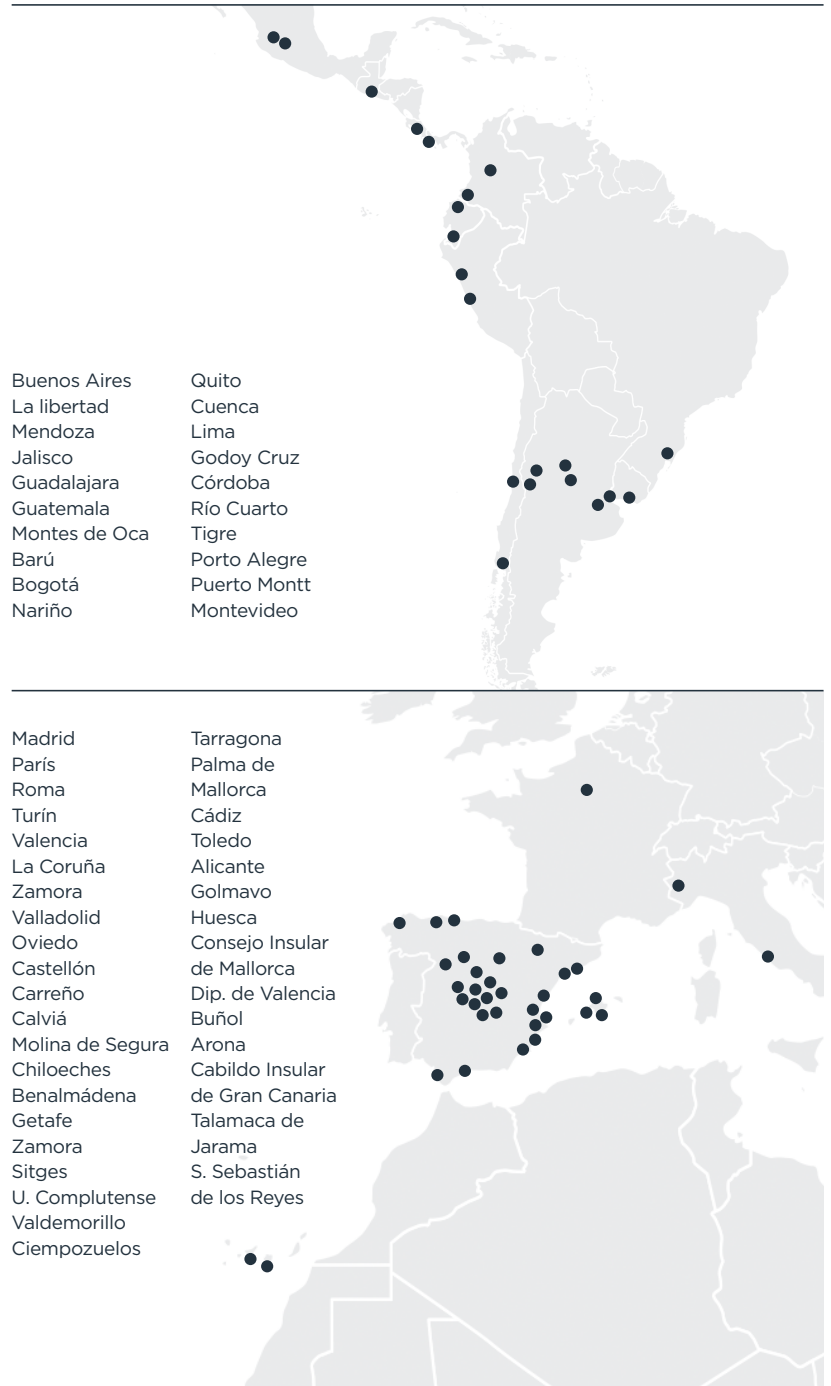 Buenos Aires
La libertad
Mendoza
Jalisco
Guadalajara
Guatemala
Montes de Oca
Barú
Bogotá
Nariño
Quito
Cuenca
Lima
Godoy Cruz
Córdoba
Río Cuarto
Tigre
Porto Alegre
Puerto Montt
Montevideo
Madrid
París
Roma
Turín
Valencia
La Coruña
Zamora
Valladolid
Oviedo
Castellón
Carreño
Calviá
Molina de Segura
Chiloeches
Benalmádena
Getafe
Zamora
Sitges
U. Complutense
Valdemorillo
Ciempozuelos
Tarragona
Palma de
Mallorca
Cádiz
Toledo
Alicante
Golmavo
Huesca
Consejo Insular
de Mallorca
Dip. de Valencia
Buñol
Arona
Cabildo Insular
de Gran Canaria
Talamaca de
Jarama
S. Sebastián
de los Reyes